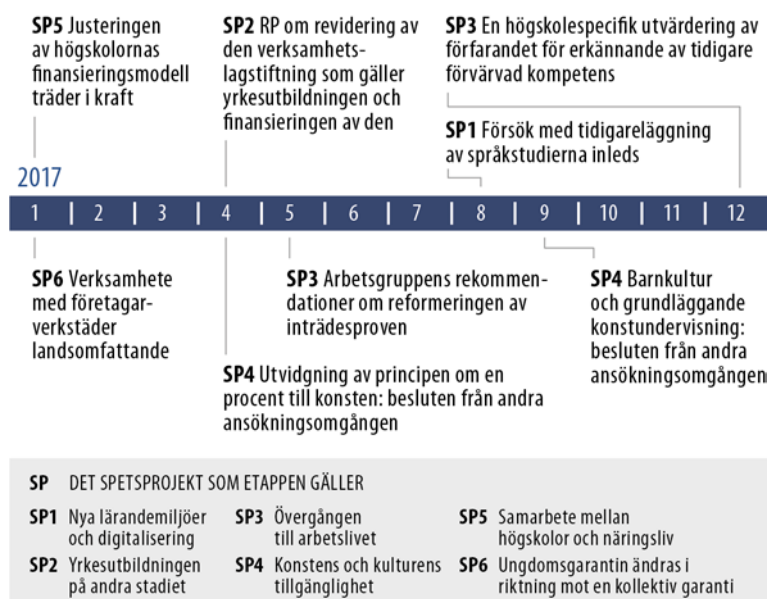 SP5 Justeringen
av högskolornas
finansieringsmodell
träder i kraft
SP2 RP om revidering av
den verksamhets-
lagstiftning som gäller
yrkesutbildningen och
finansieringen av den
SP3 En högskolespecifik utvärdering av
förfarandet för erkännande av tidigare
förvärvad kompetens
SP1 Försök med tidigareläggning
av språkstudierna inleds
2017
1 | 2 | 3 | 4 | 5 | 6 | 7 | 8 | 9 | 10 | 11 | 12
SP6 Verksamhete
med företagar-
verkstäder
landsomfattande
SP3 Arbetsgruppens rekommen-
dationer om reformeringen av
inträdesproven
SP4 Barnkultur
och grundläggande
konstundervisning:
besluten från andra
ansökningsomgången
SP4 Utvidgning av principen om en
procent till konsten: besluten från andra
ansökningsomgången
SP DET SPETSPROJEKT SOM ETAPPEN GÄLLER
SP1 Nya lärandemiljöer
och digitalisering
SP2 Yrkesutbildningen
på andra stadiet
SP3 Övergången
till arbetslivet
SP4 Konstens och kulturens
tillgänglighet
SP5 Samarbete mellan
högskolor och näringsliv
SP6 Ungdomsgarantin ändras i
riktning mot en kollektiv garanti